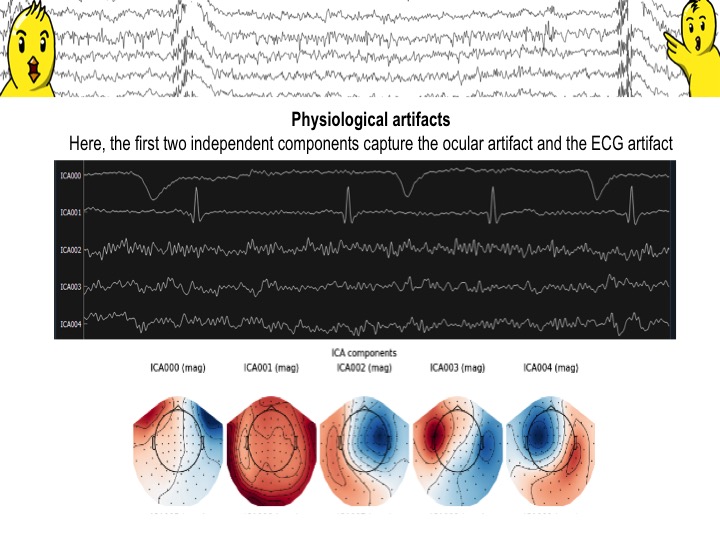 Physiological artifacts
Here, the first two independent components capture the ocular artifact and the ECG artifact
ICA000
ICA001
ICA002
ICA003
ICA004
ICA components
ICA000 (mag) ICA001 (mag) ICA002 (mag) ICA003 (mag) ICA004 (mag)